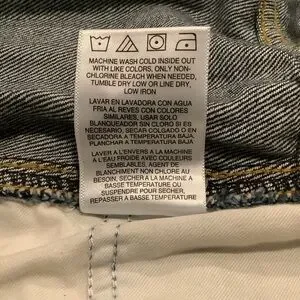 MACHINE WASH COLD INSIDE OUT
WITH LIKE COLORS, ONLY NON-
CHLORINE BLEACH WHEN NEEDED,
TUMBLE DRY LOW OR LINE DRY,
LOW IRON
LAVAR EN LAVADORA CON AGUA
FRIA AL REVES CON COLORES
SIMILARES, USAR SOLO
BLANQUEADOR SIN CLORO SI ES
NECESARIO, SECAR COLGADO O EN
SECADORA A TEMPERATURA BAJA
PLANCHAR A TEMPERATURA BAJA
LAVER A L'ENVERS A LA MACHINE
A L'EAU FROIDE AVEC COULEURS
SEMBLABLES, AGENT DE
BLANCHIMENT NON CHLORE AU
BESOIN, SECHER A LA MACHINE A
BASSE TEMPERATURE OU
SUSPENDRE POUR SECHER,
REPASSER A BASSE TEMPERATURE